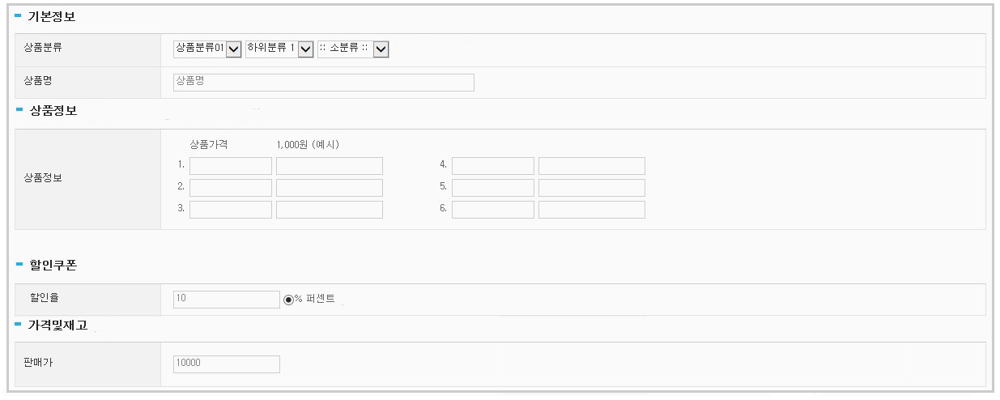 기본정보
상품분류 상품분류01 하위분류 1 :: 소분류 ::
상품명 상품명
상품정보
상품가격 1,000원 (예시)
상품정보
1. 4.
2. 5.
3. 6.
할인쿠폰
할인율 10 % 퍼센트
가격및재고
판매가 10000